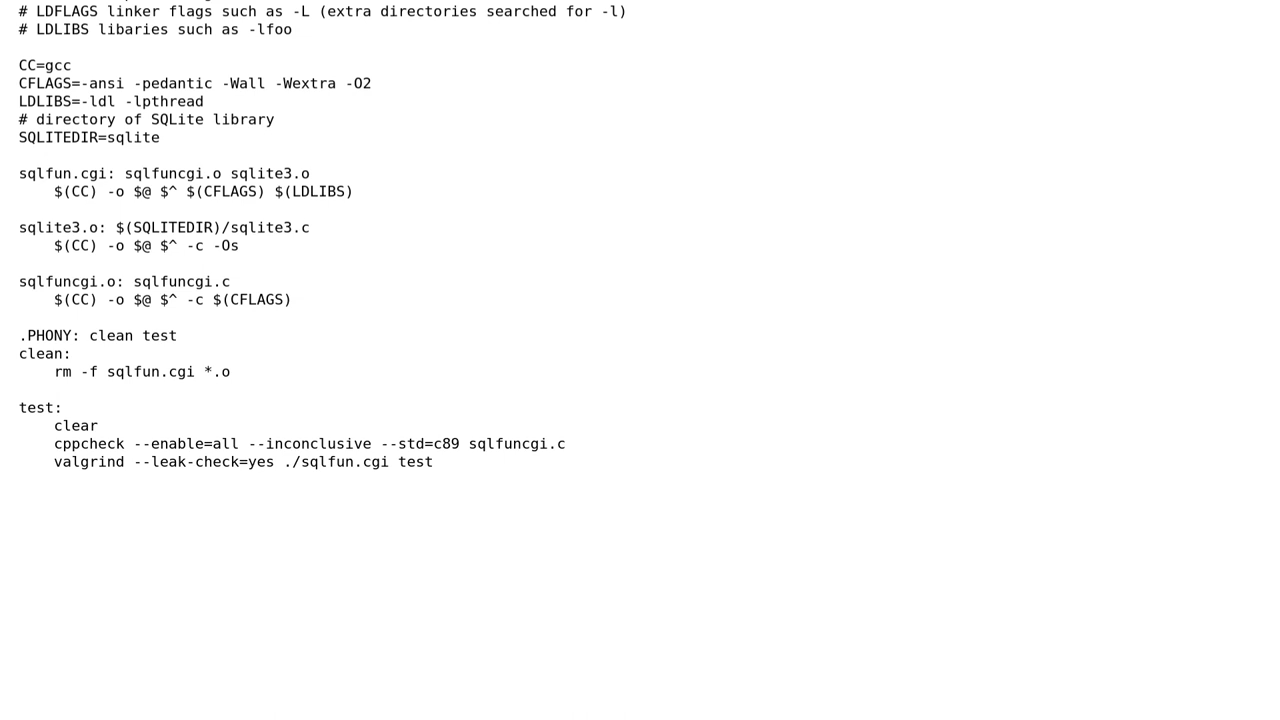 # LDFLAGS linker flags such as -L (extra directories searched for -l)
# LDLIBS libaries such as -lfoo

CC=gcc
CFLAGS=-ansi -pedantic -Wall -Wextra -O2
LDLIBS=-ldl -lpthread
# directory of SQLite library
SQLITEDIR=sqlite

sqlfun.cgi: sqlfuncgi.o sqlite3.o
    $(CC) -o $@ $^ $(CFLAGS) $(LDLIBS)

sqlite3.o: $(SQLITEDIR)/sqlite3.c
    $(CC) -o $@ $^ -c -Os

sqlfuncgi.o: sqlfuncgi.c
    $(CC) -o $@ $^ -c $(CFLAGS)

.PHONY: clean test
clean:
    rm -f sqlfun.cgi *.o

test:
    clear
    cppcheck --enable=all --inconclusive --std=c89 sqlfuncgi.c
    valgrind --leak-check=yes ./sqlfun.cgi test